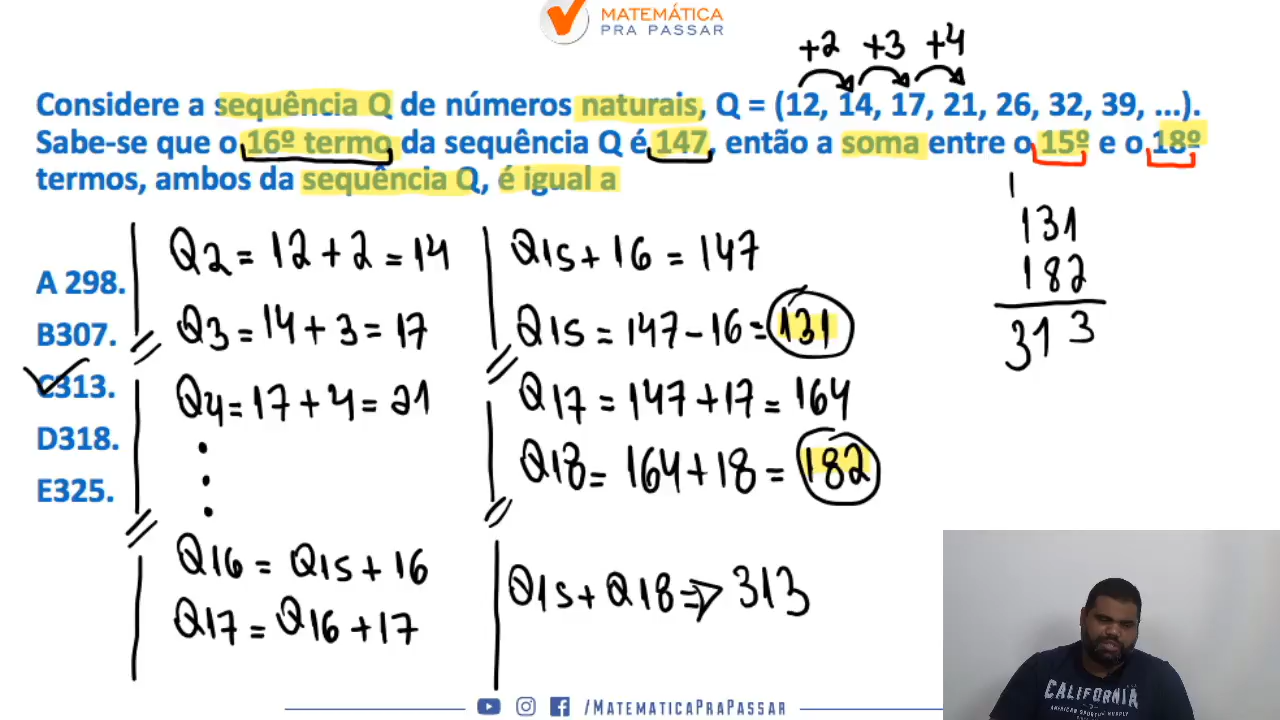 MATEMÁTICA
PRA PASSAR
+2 +3 +4
Considere a sequência Q de números naturais, Q = (12, 14, 17, 21, 26, 32, 39, ...).
Sabe-se que o 16º termo da sequência Q é 147, então a soma entre o 15º e o 18º
termos, ambos da sequência Q, é igual a
A 298.
B307.
C313.
D318.
E325.
Q2 = 12 + 2 = 14
Q3 = 14 + 3 = 17
Q4 = 17 + 4 = 21
Q16 = Q15 + 16
Q17 = Q16 + 17
Q15 + 16 = 147
Q15 = 147 - 16 = 131
Q17 = 147 + 17 = 164
Q18 = 164 + 18 = 182
Q15 + Q18 => 313
1
131
182
313
CALIFORNIA
/MatematicaPraPassar